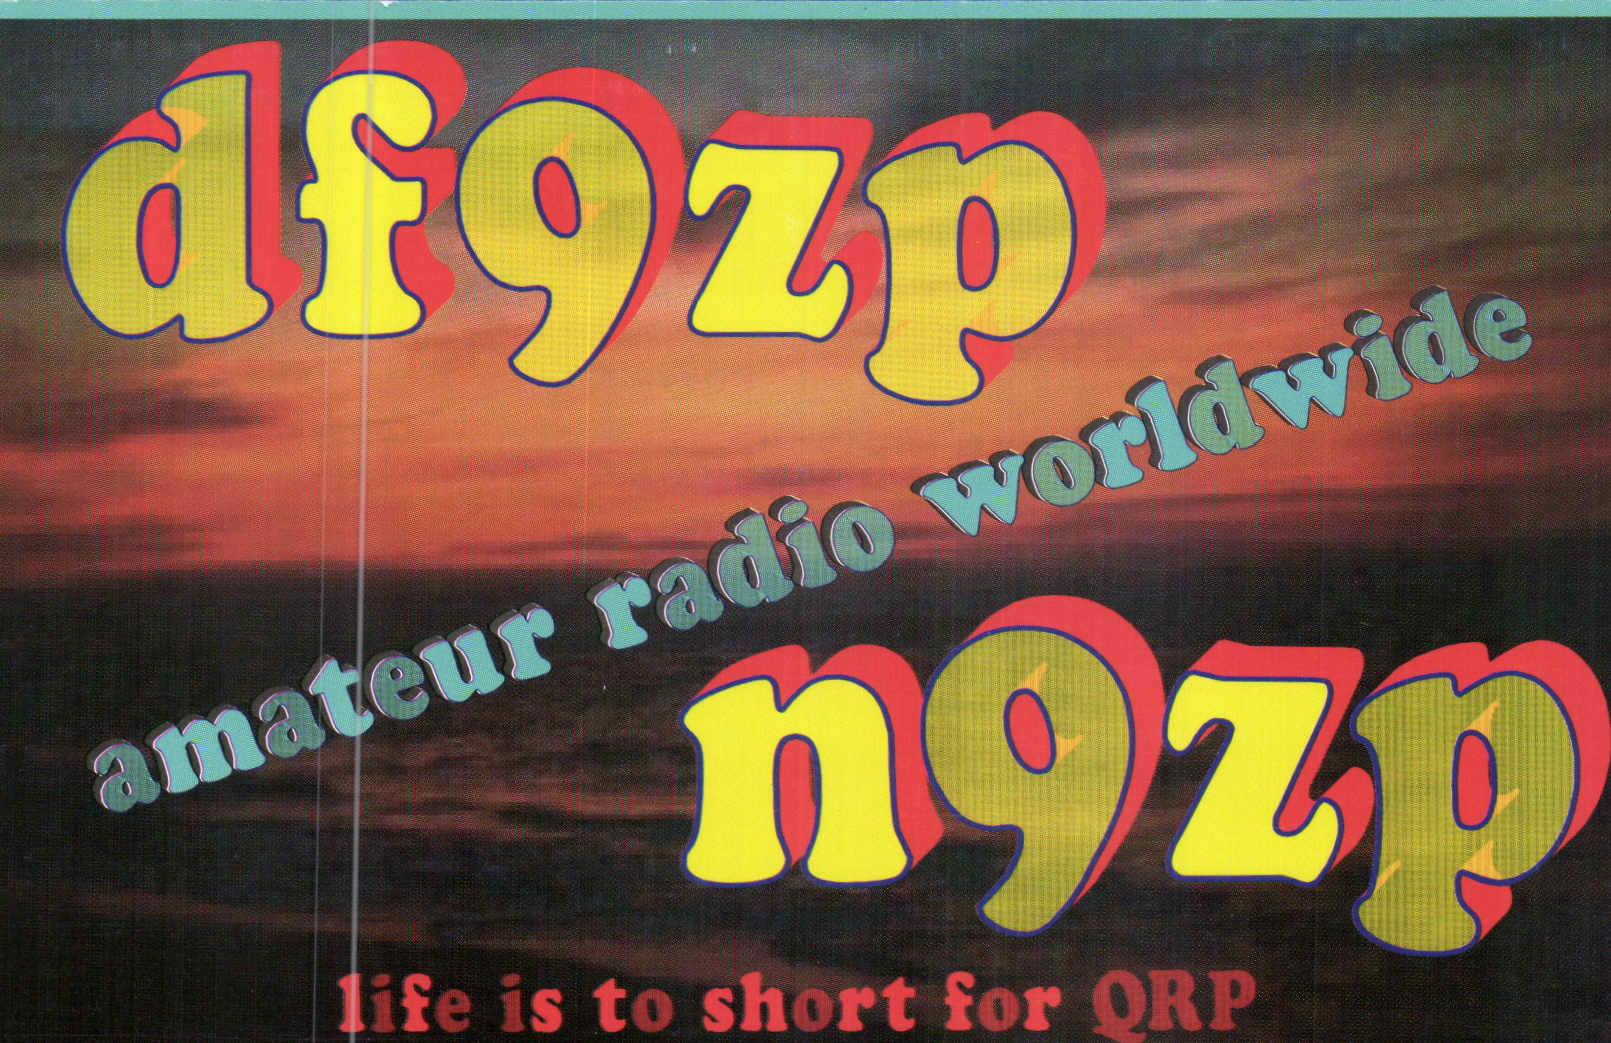 df9zp
amateur radio worldwide
n9zp
life is to short for QRP